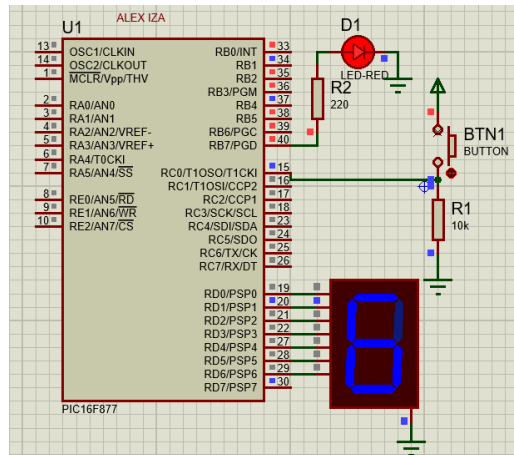 ALEX IZA
U1
13 OSC1/CLKIN RB0/INT 33
14 OSC2/CLKOUT RB1 34
1 MCLR/Vpp/THV RB2 35
RB3/PGM 36
2 RA0/AN0 RB4 37
3 RA1/AN1 RB5 38
4 RA2/AN2/VREF- RB6/PGC 39
5 RA3/AN3/VREF+ RB7/PGD 40
6 RA4/T0CKI
7 RA5/AN4/SS RC0/T1OSO/T1CKI 15
RC1/T1OSI/CCP2 16
8 RE0/AN5/RD RC2/CCP1 17
9 RE1/AN6/WR RC3/SCK/SCL 18
10 RE2/AN7/CS RC4/SDI/SDA 23
RC5/SDO 24
RC6/TX/CK 25
RC7/RX/DT 26
RD0/PSP0 19
RD1/PSP1 20
RD2/PSP2 21
RD3/PSP3 22
RD4/PSP4 27
RD5/PSP5 28
RD6/PSP6 29
RD7/PSP7 30
PIC16F877
D1
LED-RED
R2
220
BTN1
BUTTON
R1
10k